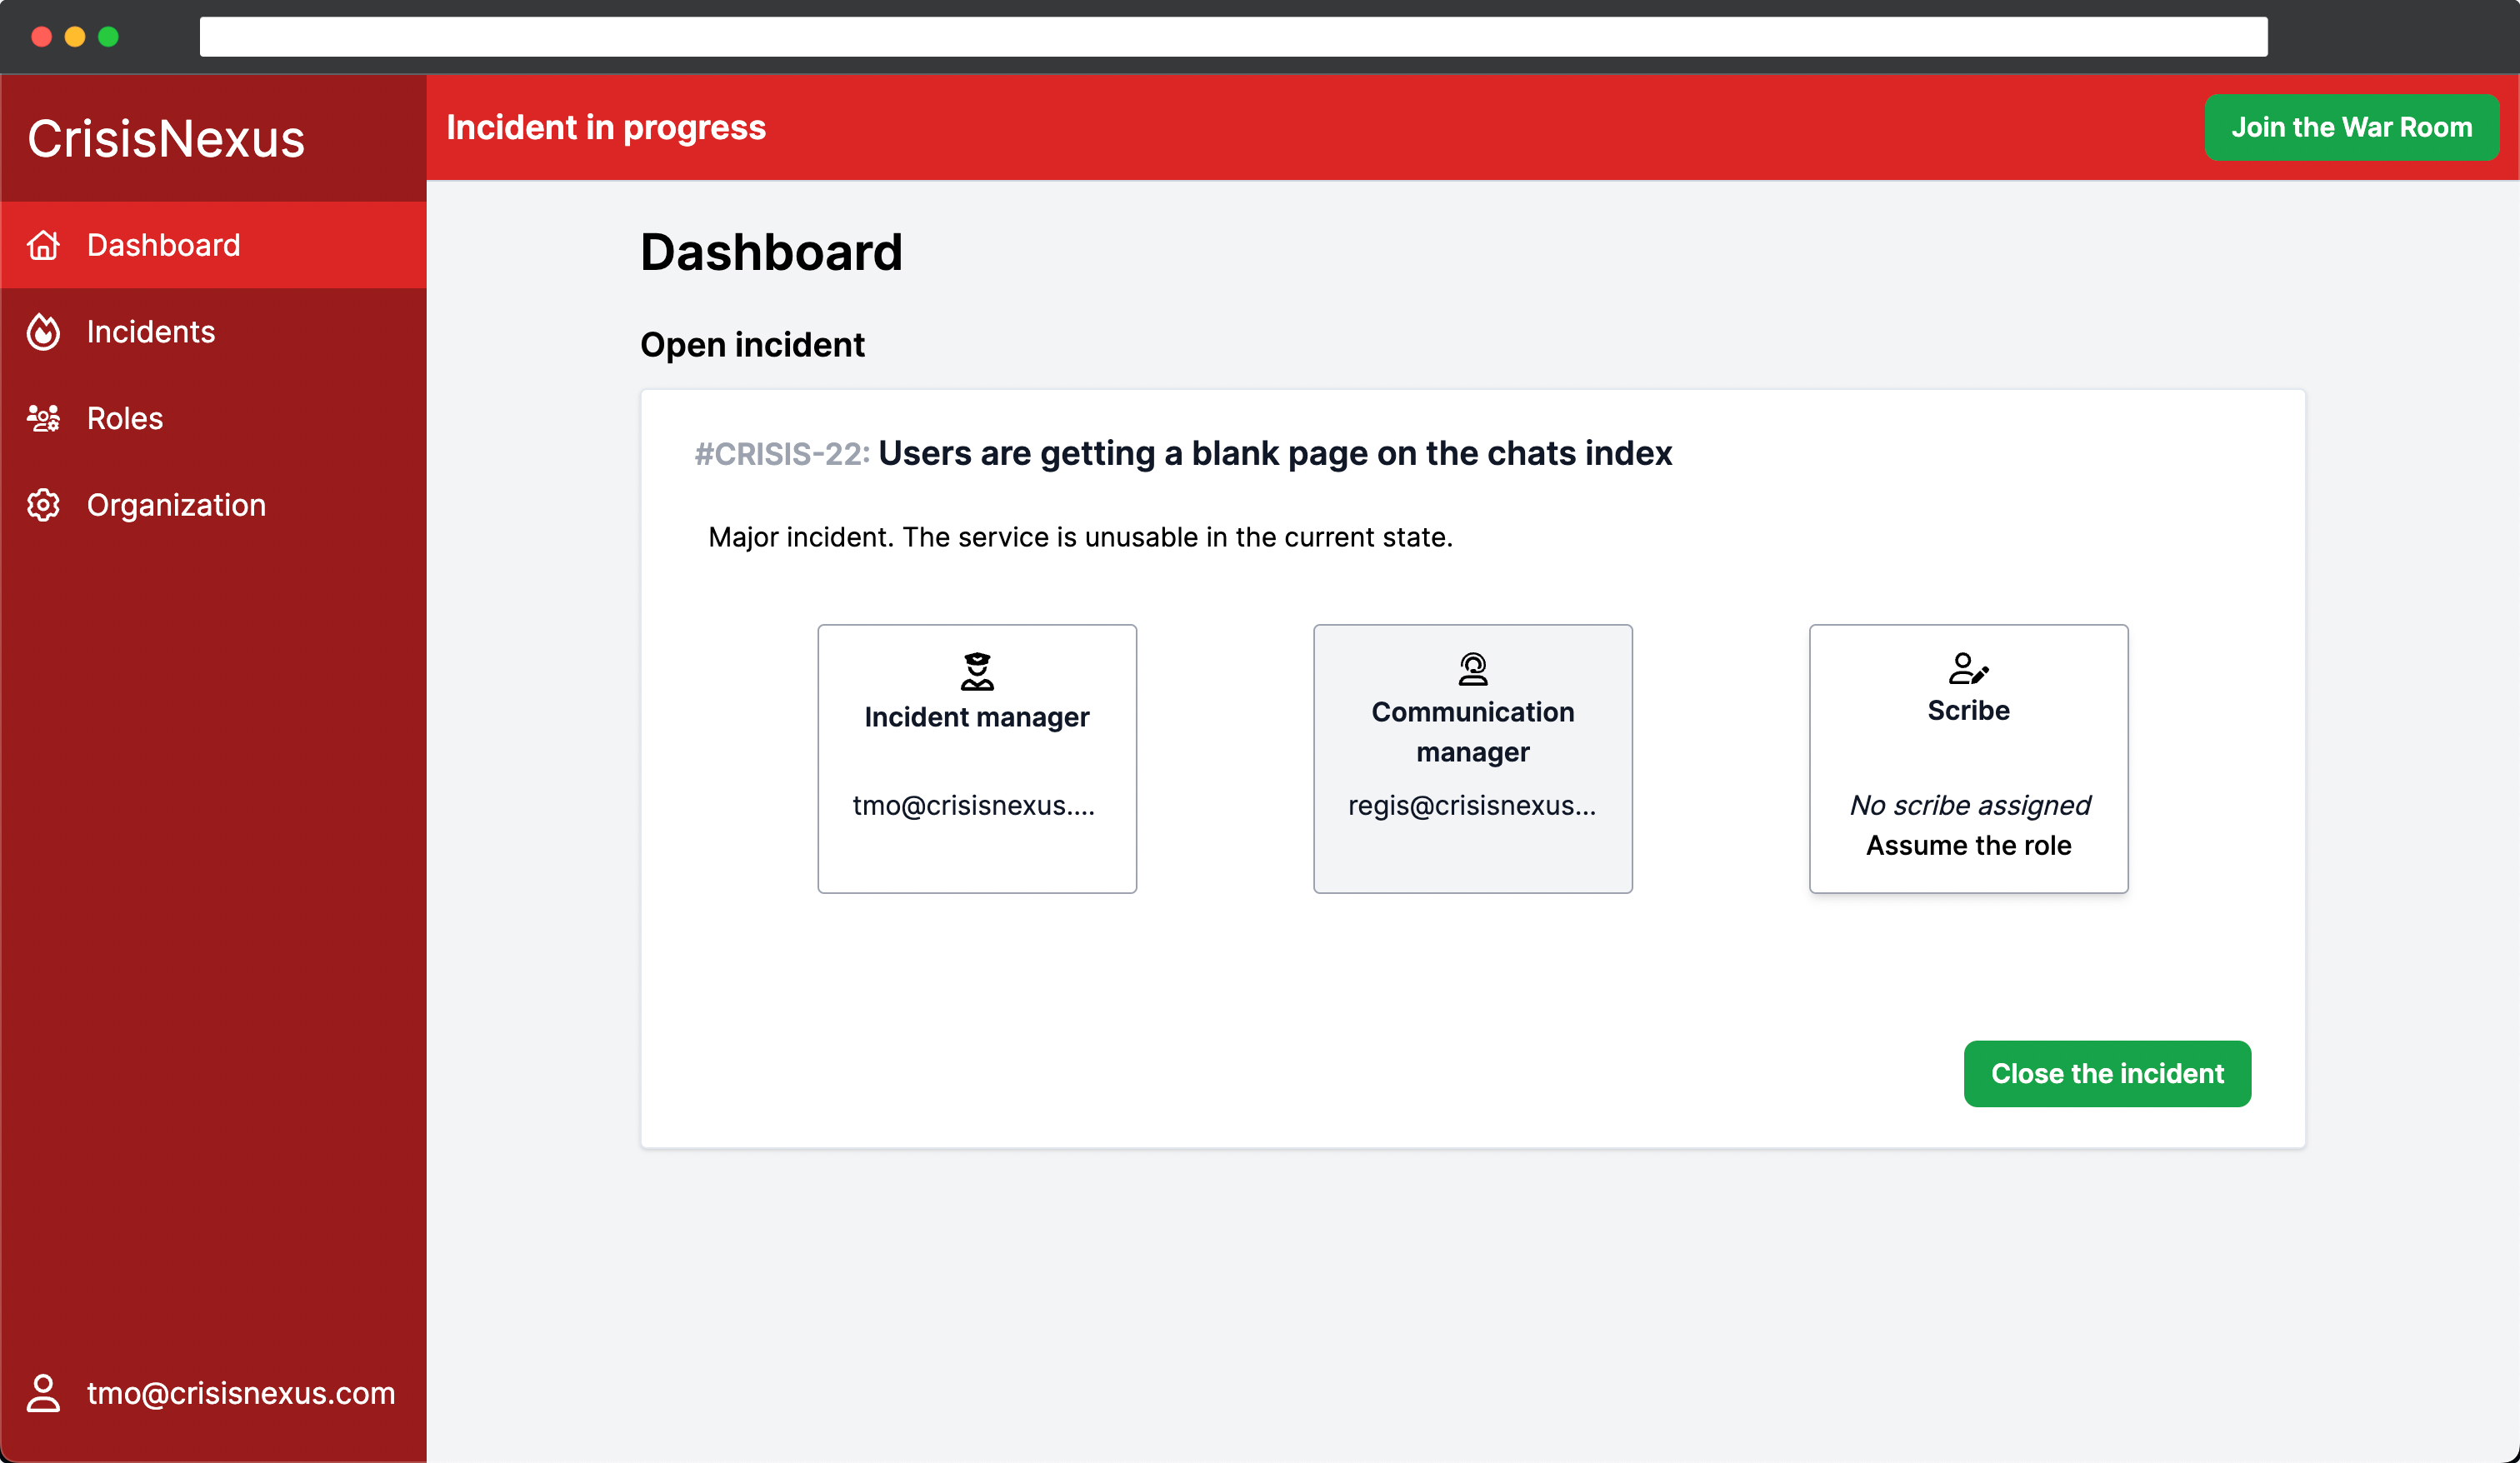 CrisisNexus
Dashboard
Incidents
Roles
Organization
tmo@crisisnexus.com
Incident in progress
Join the War Room
Dashboard
Open incident
#CRISIS-22: Users are getting a blank page on the chats index
Major incident. The service is unusable in the current state.
Incident manager
tmo@crisisnexus....
Communication
manager
regis@crisisnexus...
Scribe
No scribe assigned
Assume the role
Close the incident